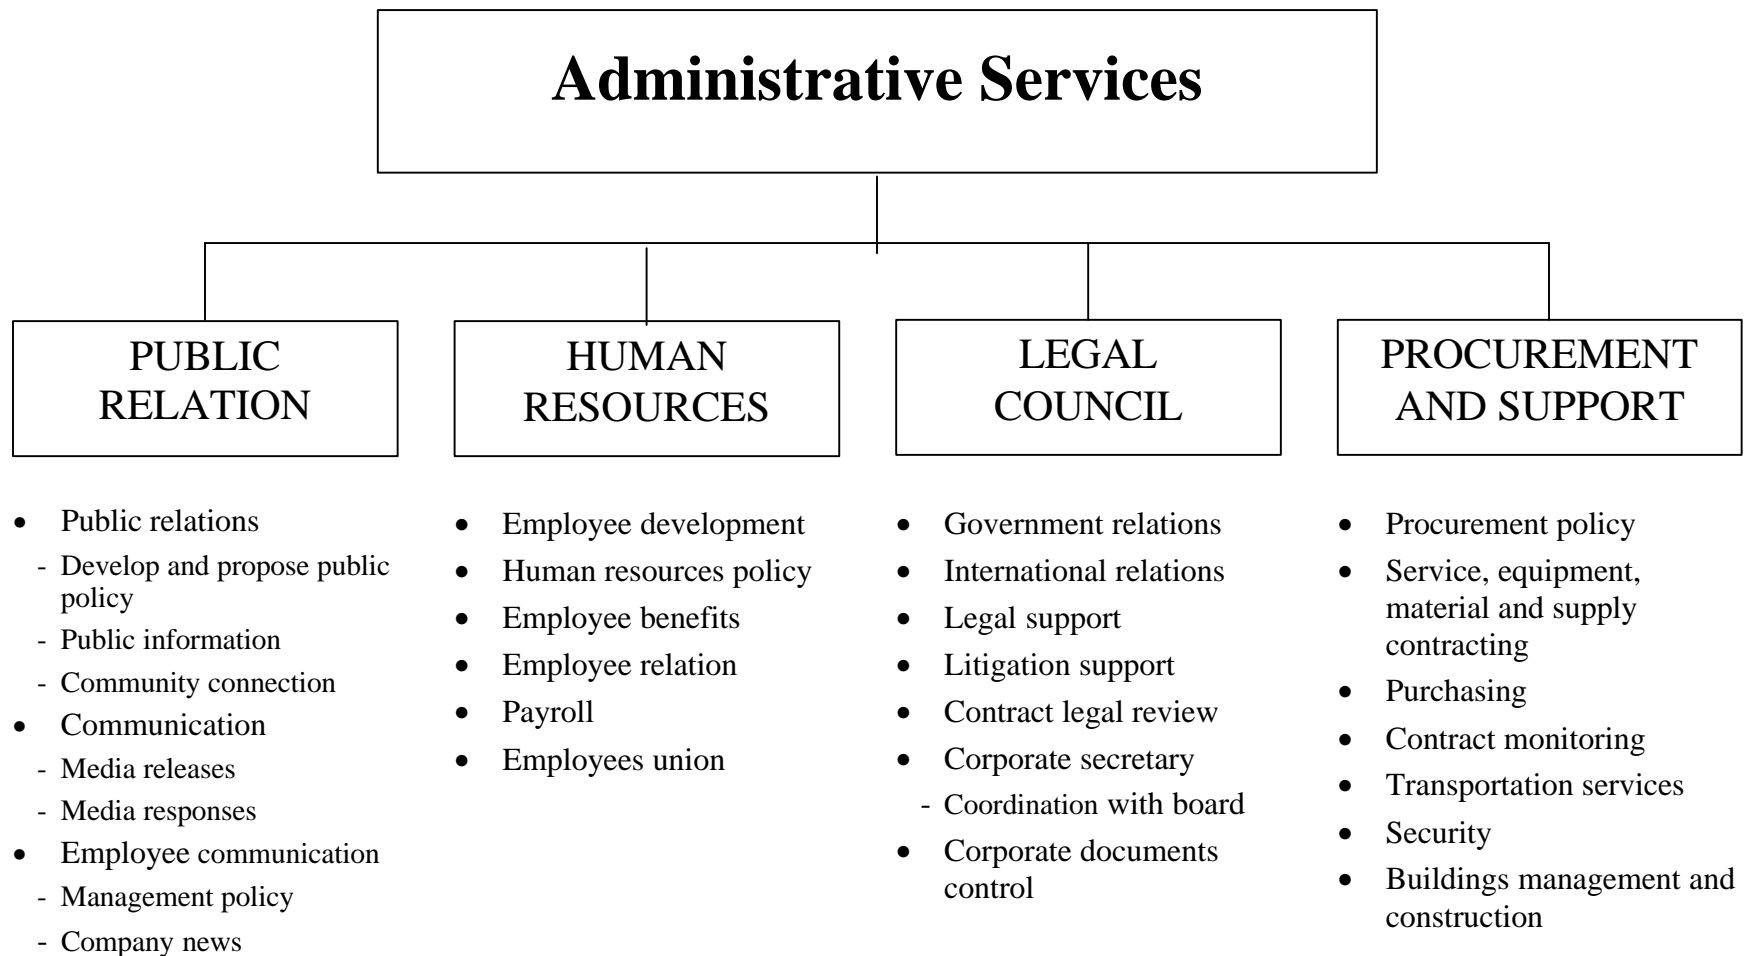 Administrative Services
PUBLIC
RELATION
HUMAN
RESOURCES
LEGAL
COUNCIL
PROCUREMENT
AND SUPPORT
• Public relations
- Develop and propose public
policy
- Public information
- Community connection
• Communication
- Media releases
- Media responses
• Employee communication
- Management policy
- Company news
• Employee development
• Human resources policy
• Employee benefits
• Employee relation
• Payroll
• Employees union
• Government relations
• International relations
• Legal support
• Litigation support
• Contract legal review
• Corporate secretary
- Coordination with board
• Corporate documents
control
• Procurement policy
• Service, equipment,
material and supply
contracting
• Purchasing
• Contract monitoring
• Transportation services
• Security
• Buildings management and
construction